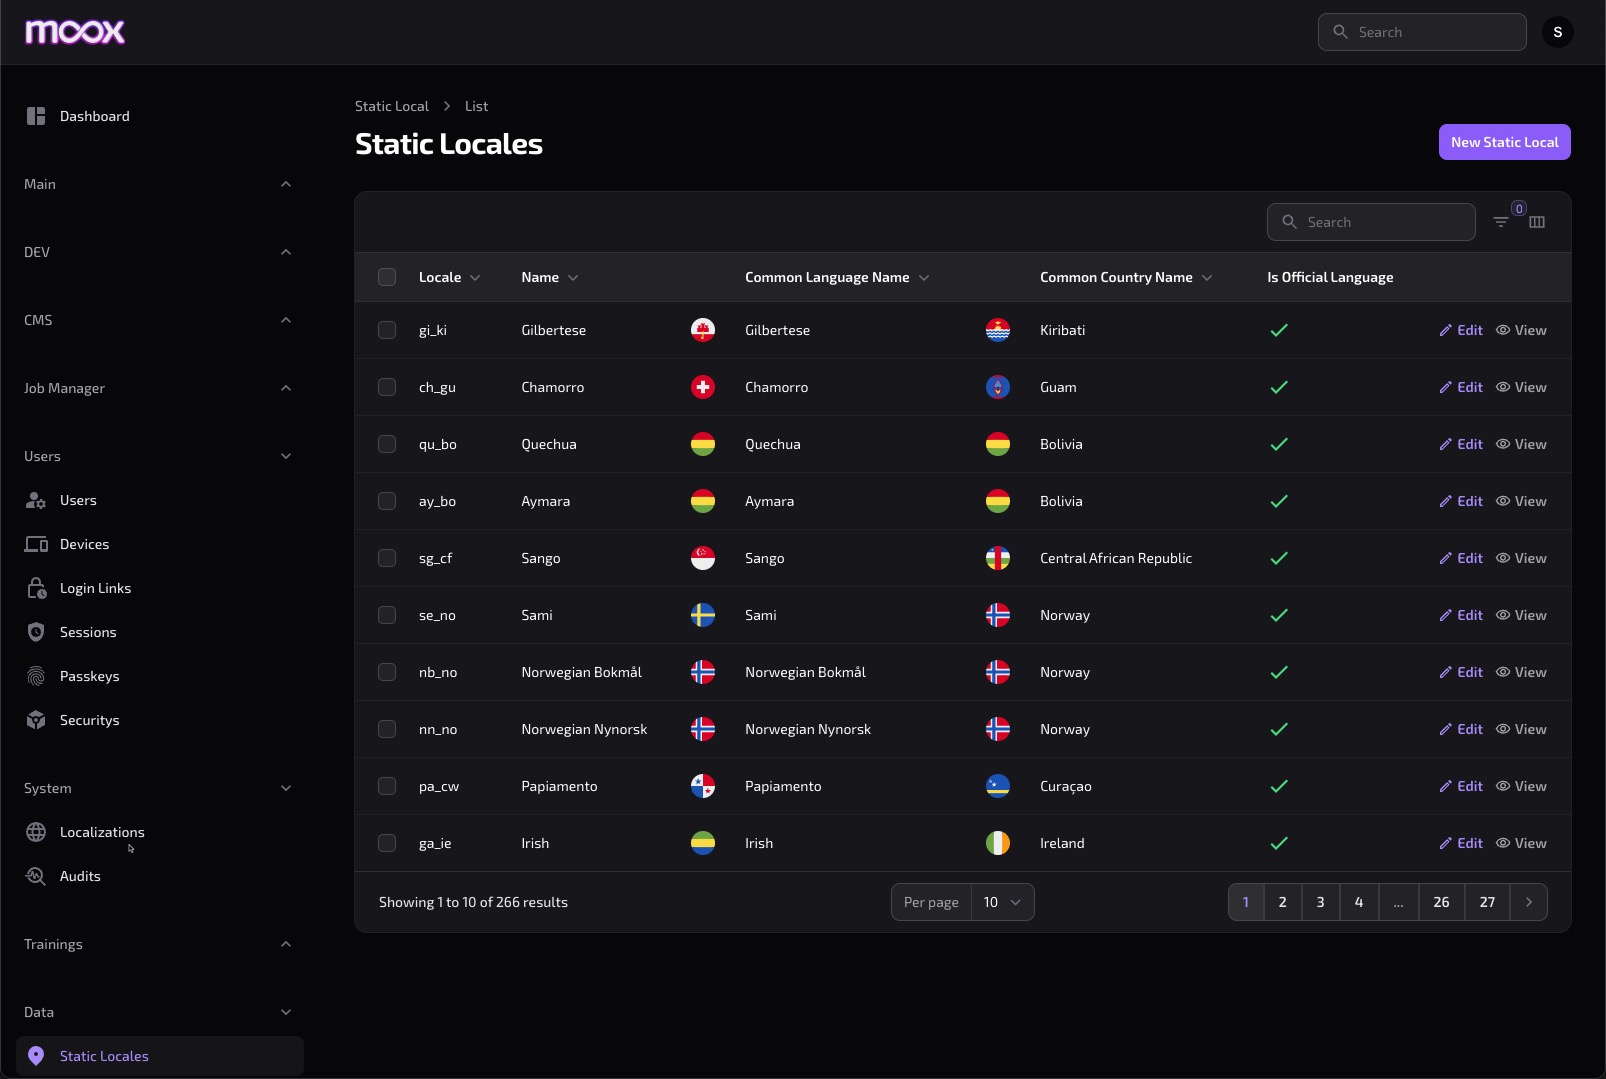 moox
Search
S
Dashboard
Main
DEV
CMS
Job Manager
Users
Users
Devices
Login Links
Sessions
Passkeys
Securitys
System
Localizations
Audits
Trainings
Data
Static Locales
Static Local > List
Static Locales
New Static Local
Search
0
Locale Name Common Language Name Common Country Name Is Official Language
gi_ki Gilbertese Gilbertese Kiribati Edit View
ch_gu Chamorro Chamorro Guam Edit View
qu_bo Quechua Quechua Bolivia Edit View
ay_bo Aymara Aymara Bolivia Edit View
sg_cf Sango Sango Central African Republic Edit View
se_no Sami Sami Norway Edit View
nb_no Norwegian Bokmål Norwegian Bokmål Norway Edit View
nn_no Norwegian Nynorsk Norwegian Nynorsk Norway Edit View
pa_cw Papiamento Papiamento Curaçao Edit View
ga_ie Irish Irish Ireland Edit View
Showing 1 to 10 of 266 results Per page 10 1 2 3 4 ... 26 27